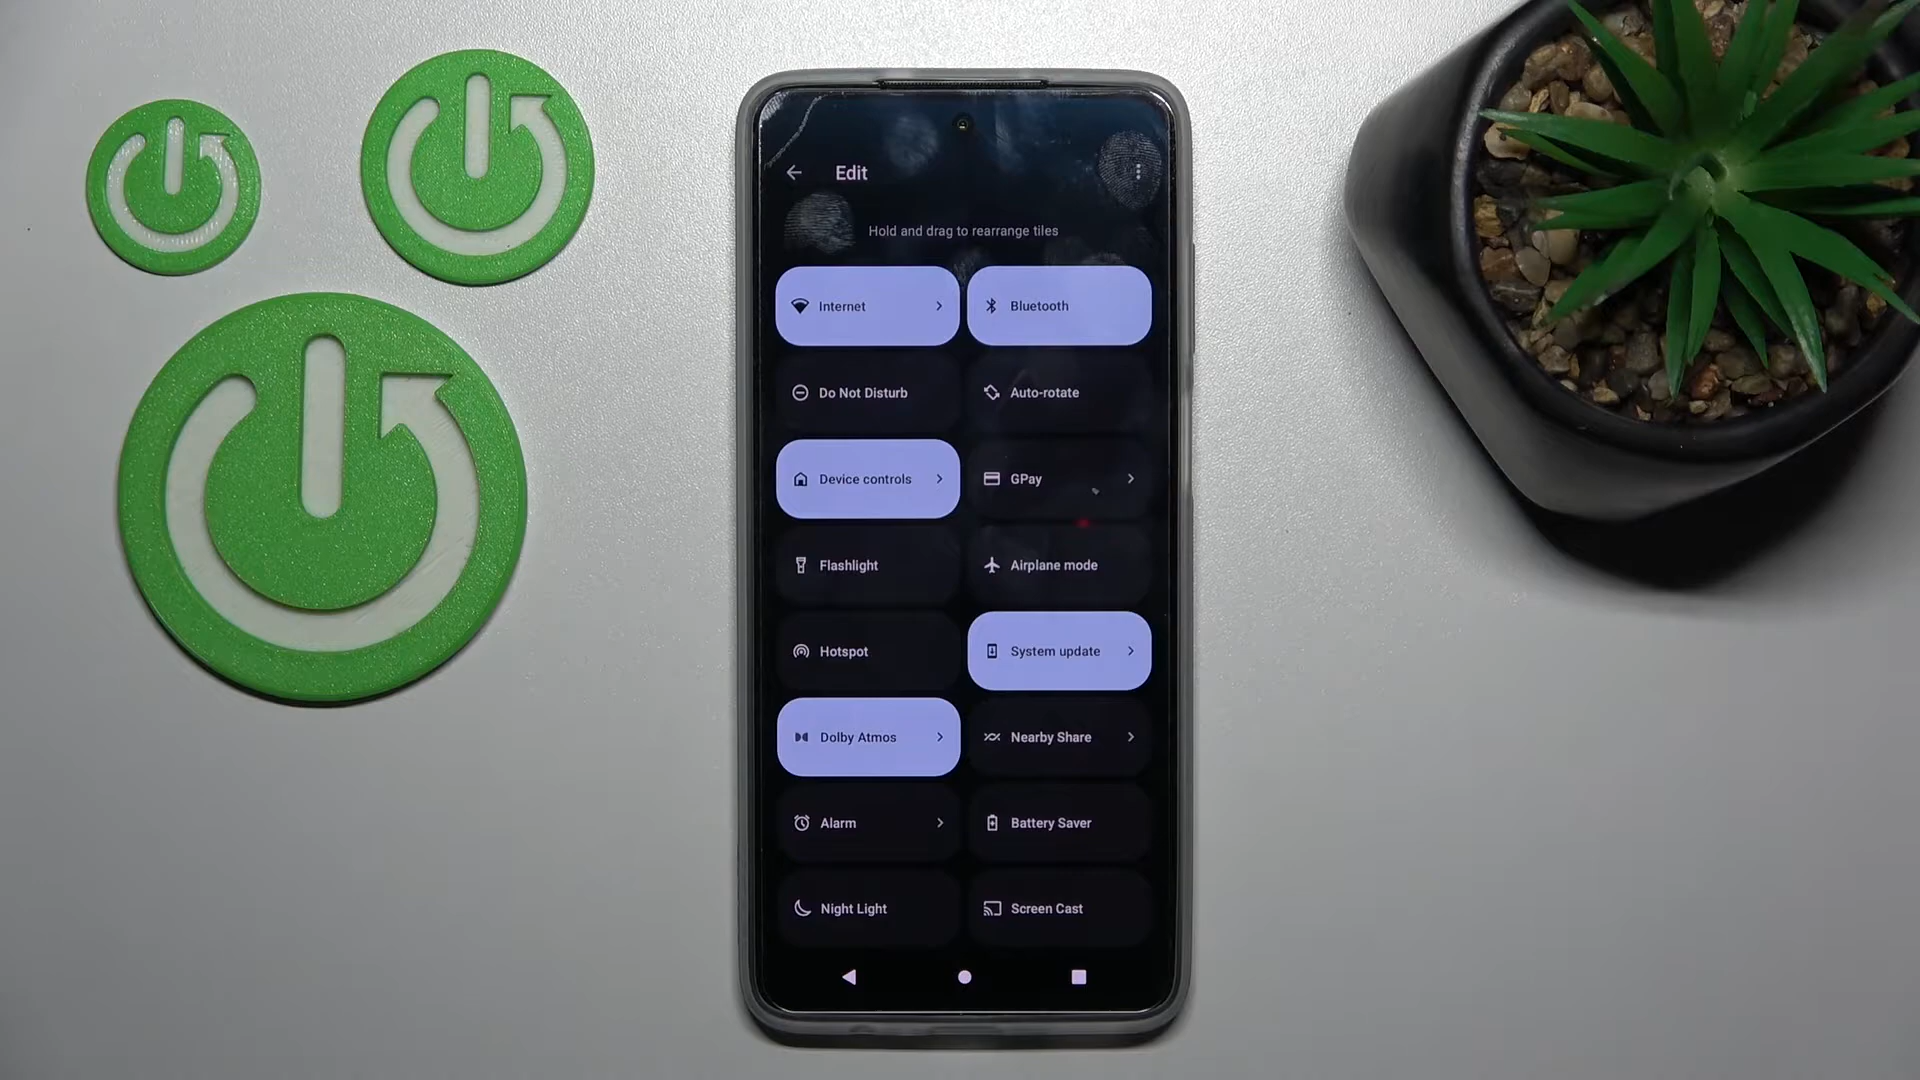 Edit
Hold and drag to rearrange tiles
Internet
Bluetooth
Do Not Disturb
Auto-rotate
Device controls
GPay
Flashlight
Airplane mode
Hotspot
System update
Dolby Atmos
Nearby Share
Alarm
Battery Saver
Night Light
Screen Cast